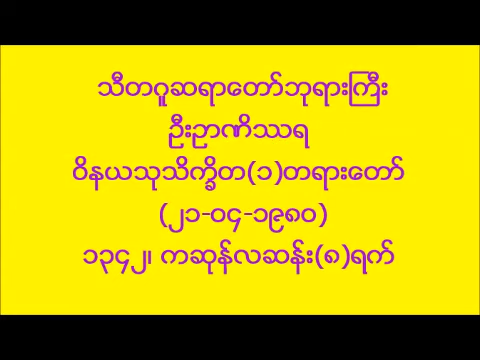 သီတဂူဆရာတော်ဘုရားကြီး
ဦးဉာဏိဿရ
ဝိနယသုသိက္ခိတ(၁)တရားတော်
(၂၁-၀၄-၁၉၈၀)
၁၃၄၂၊ ကဆုန်လဆန်း(၈)ရက်